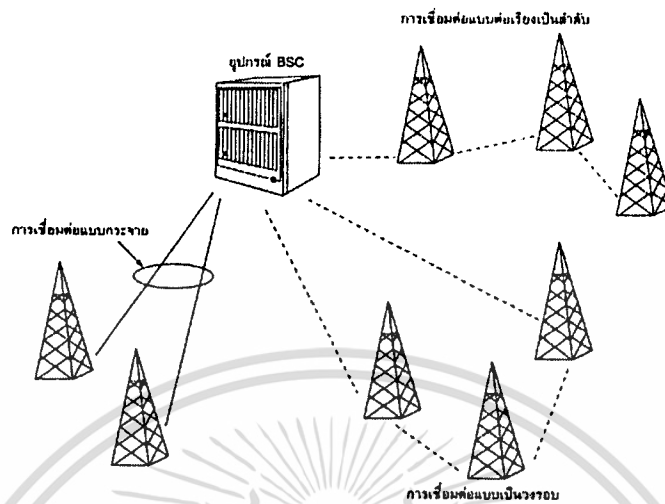 การเชื่อมต่อแบบต่อเรียงเป็นลำดับ
อุปกรณ์ BSC
การเชื่อมต่อแบบกระจาย
การเชื่อมต่อแบบเป็นวงรอบ